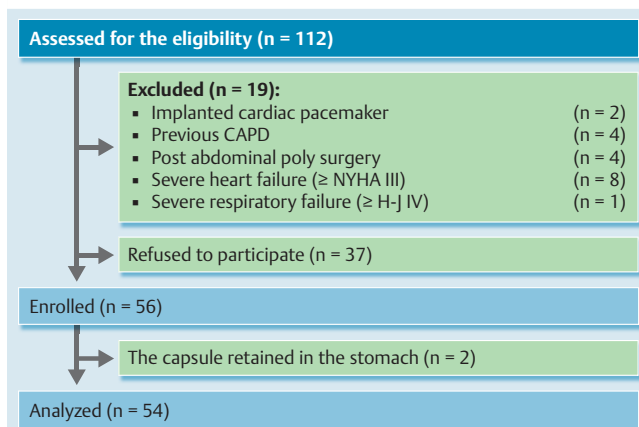 Assessed for the eligibility (n = 112)
Excluded (n = 19):
▪ Implanted cardiac pacemaker (n = 2)
▪ Previous CAPD (n = 4)
▪ Post abdominal poly surgery (n = 4)
▪ Severe heart failure (≥ NYHA III) (n = 8)
▪ Severe respiratory failure (≥ H-J IV) (n = 1)
Refused to participate (n = 37)
Enrolled (n = 56)
The capsule retained in the stomach (n = 2)
Analyzed (n = 54)